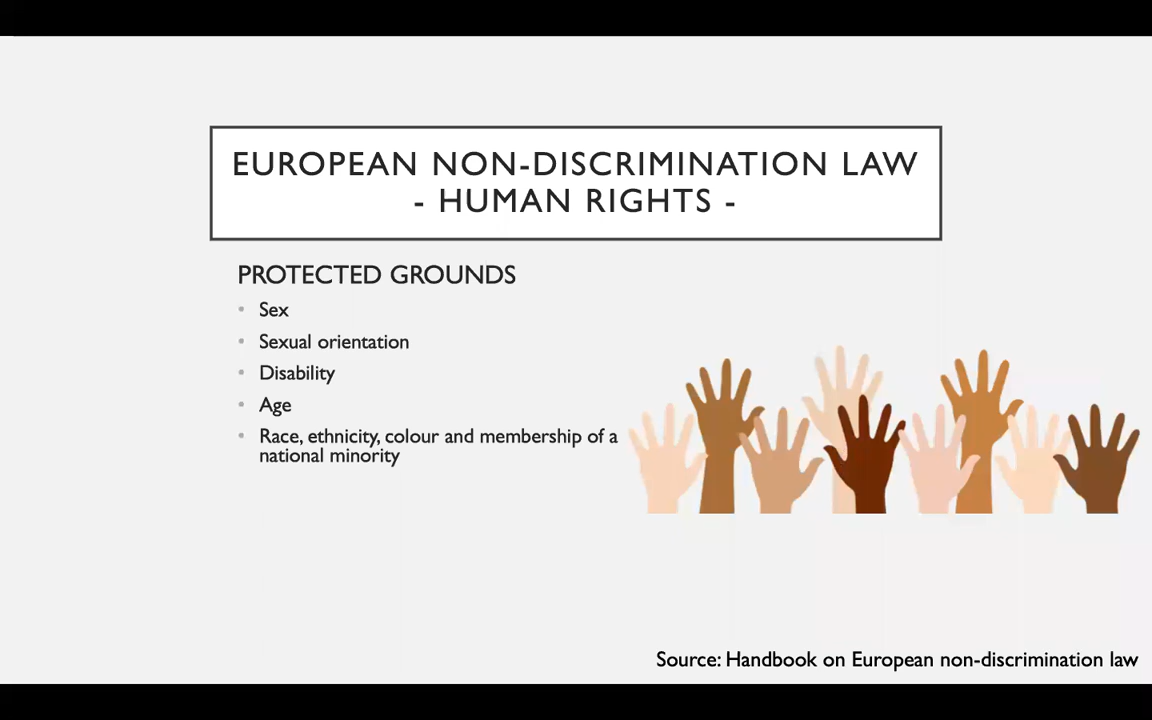 EUROPEAN NON-DISCRIMINATION LAW
- HUMAN RIGHTS -
PROTECTED GROUNDS
• Sex
• Sexual orientation
• Disability
• Age
• Race, ethnicity, colour and membership of a
national minority
Source: Handbook on European non-discrimination law